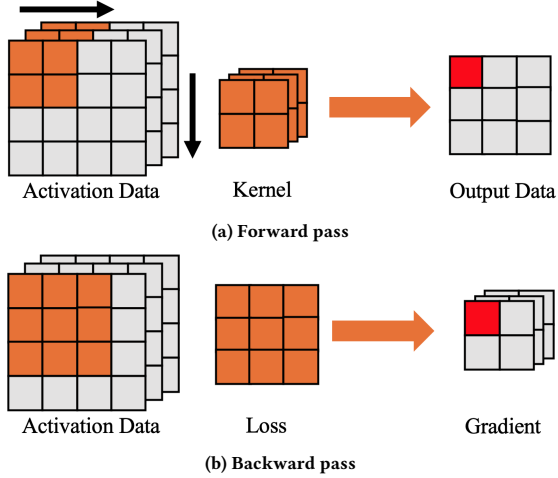 Activation Data
Kernel
Output Data
(a) Forward pass
Activation Data
Loss
Gradient
(b) Backward pass